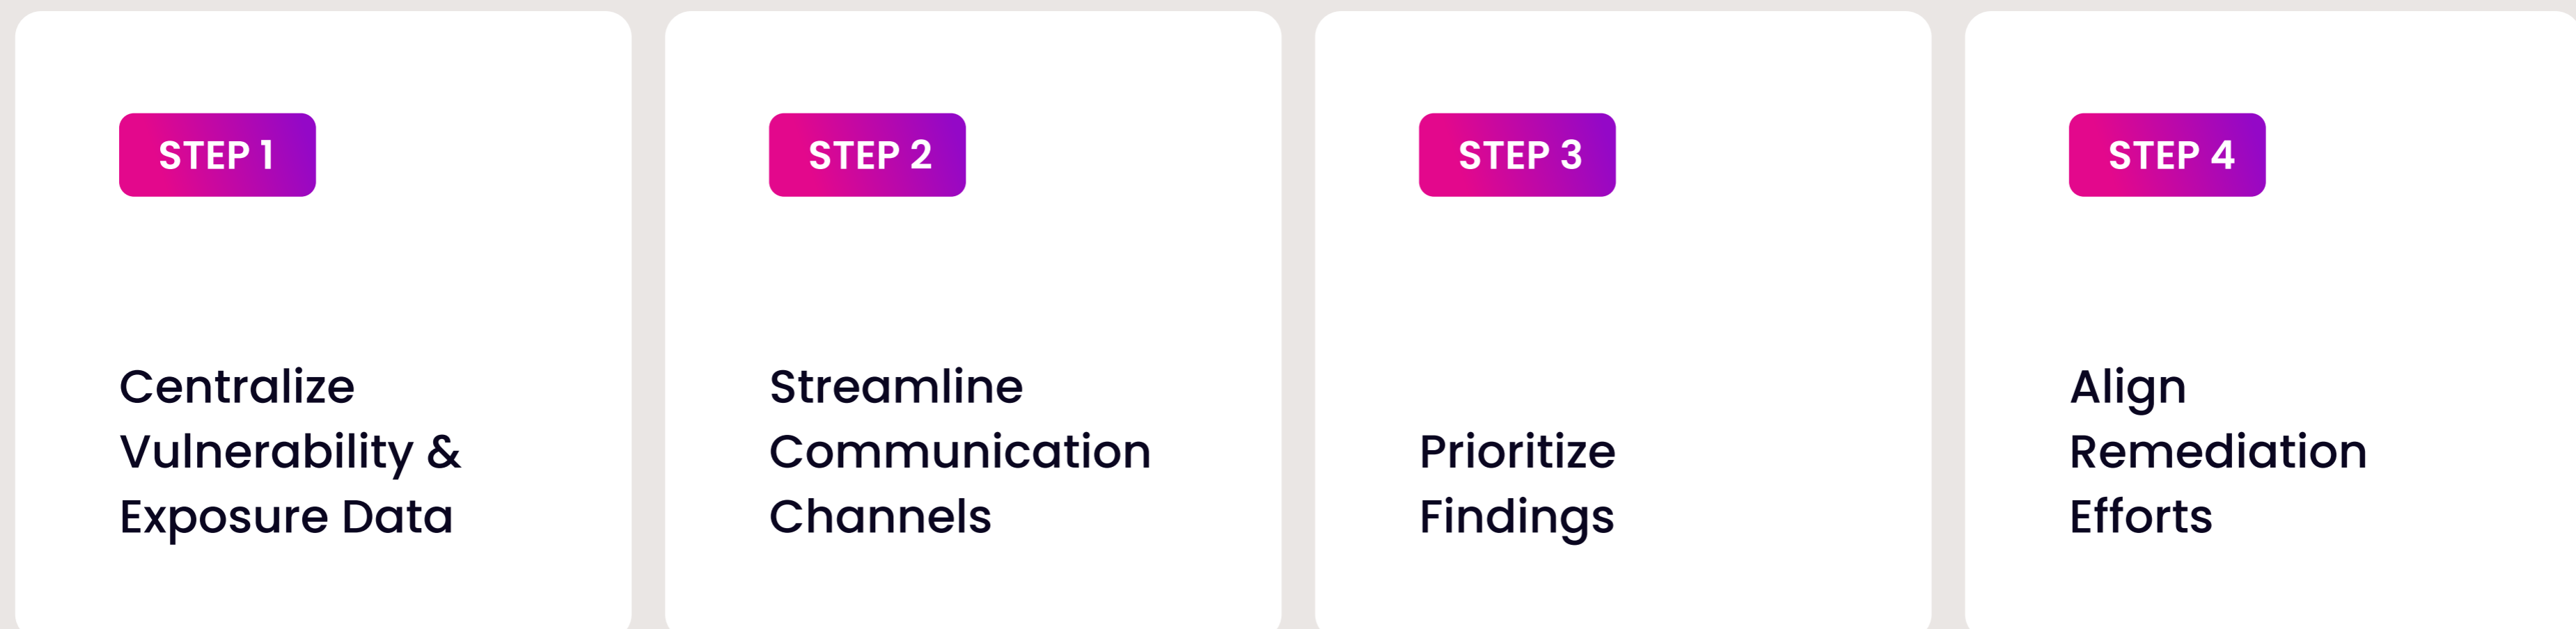 STEP 1
Centralize
Vulnerability &
Exposure Data
STEP 2
Streamline
Communication
Channels
STEP 3
Prioritize
Findings
STEP 4
Align
Remediation
Efforts